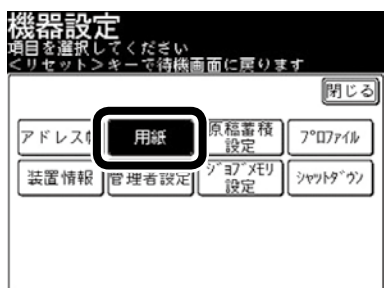 機器設定
項目を選択してください
<リセット>キーで待機画面に戻ります
閉じる
アドレス 用紙 原稿蓄積設定 プロファイル
装置情報 管理者設定 ジョブメモリ設定 シャットダウン